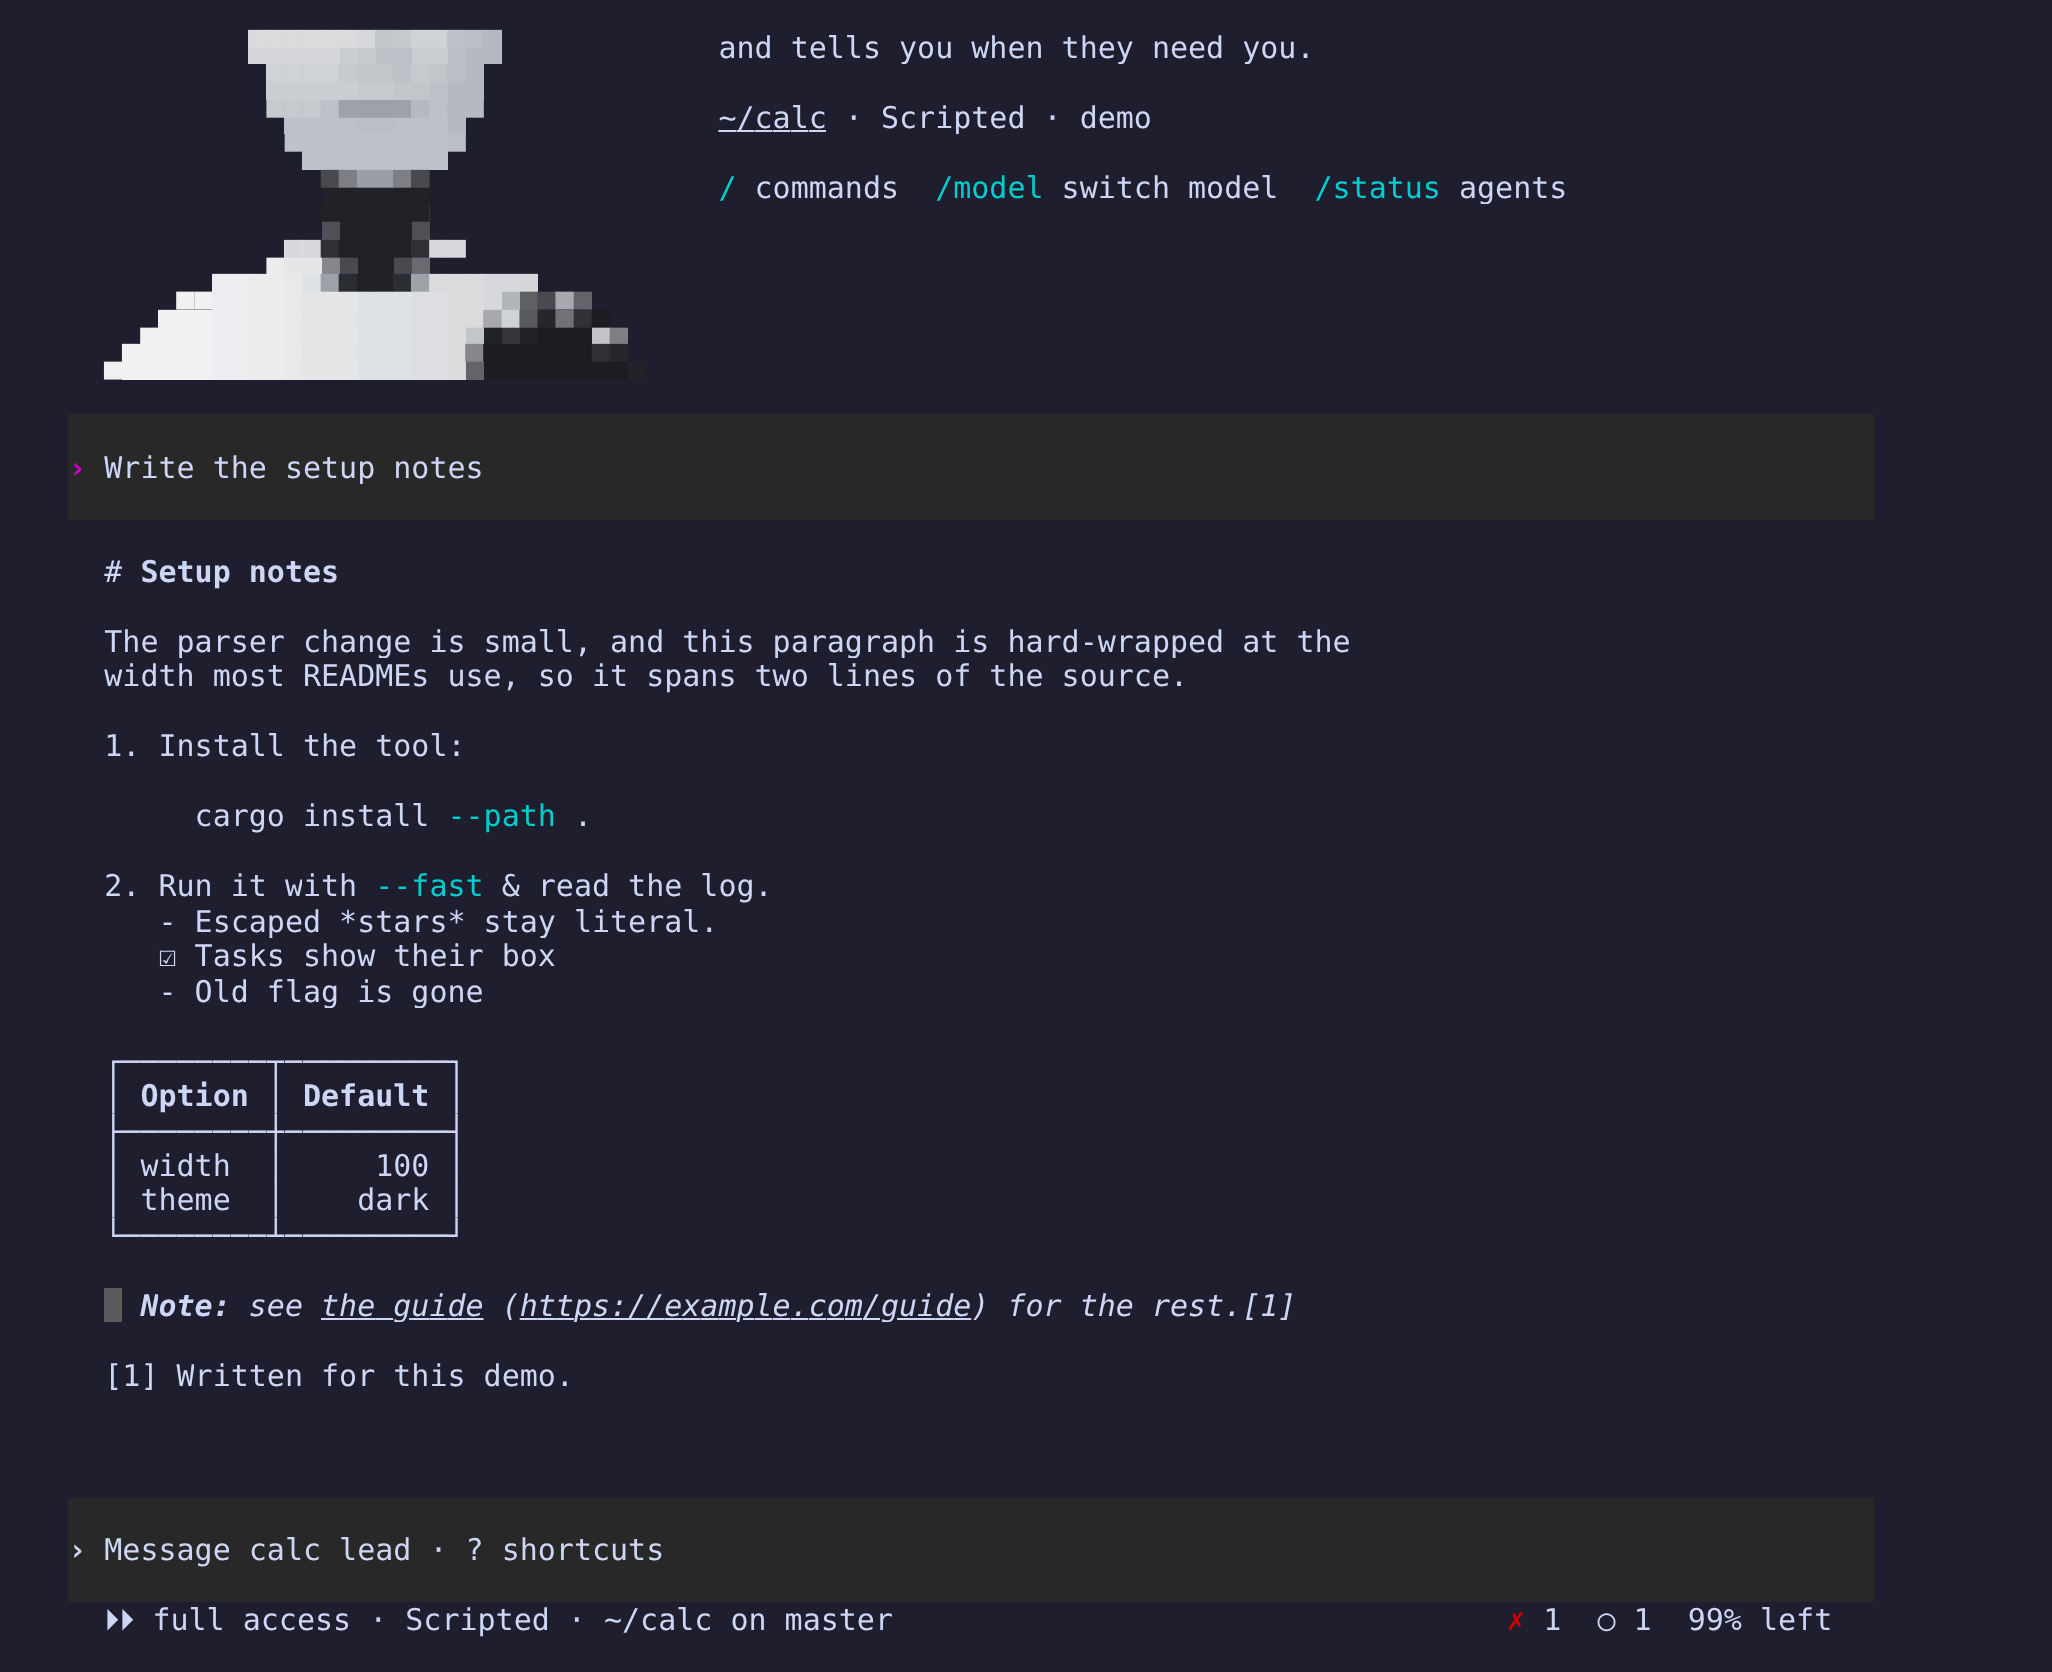 and tells you when they need you.
~/calc · Scripted · demo
/ commands  /model switch model  /status agents
› Write the setup notes
# Setup notes
The parser change is small, and this paragraph is hard-wrapped at the
width most READMEs use, so it spans two lines of the source.
1. Install the tool:
cargo install --path .
2. Run it with --fast & read the log.
- Escaped *stars* stay literal.
☑ Tasks show their box
- Old flag is gone
Option Default
width 100
theme dark
Note: see the guide (https://example.com/guide) for the rest.[1]
[1] Written for this demo.
› Message calc lead · ? shortcuts
⏵⏵ full access · Scripted · ~/calc on master  ✗ 1  ○ 1  99% left